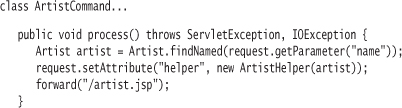 class ArtistCommand...
public void process() throws ServletException, IOException {
Artist artist = Artist.findNamed(request.getParameter("name"));
request.setAttribute("helper", new ArtistHelper(artist));
forward("/artist.jsp");
}